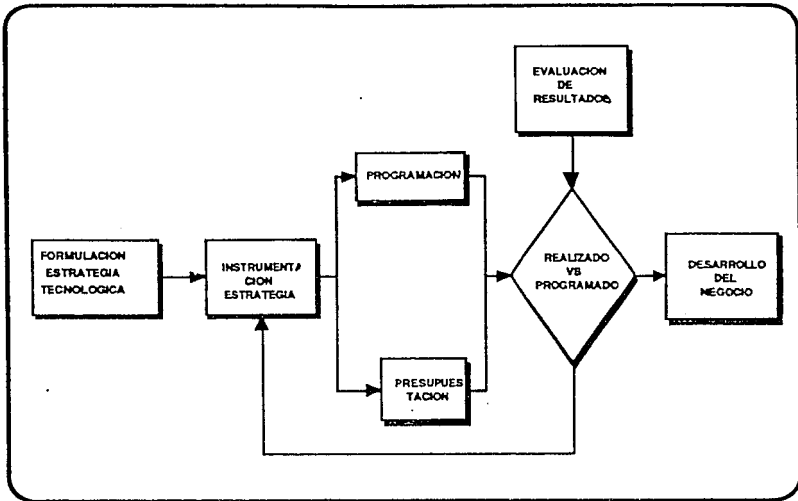 EVALUACION
DE
RESULTADOS
PROGRAMACION
FORMULACION
ESTRATEGIA
TECNOLOGICA
INSTRUMENTA
CION
ESTRATEGIA
REALIZADO
VS
PROGRAMADO
DESARROLLO
DEL
NEGOCIO
PRESUPUES
TACION